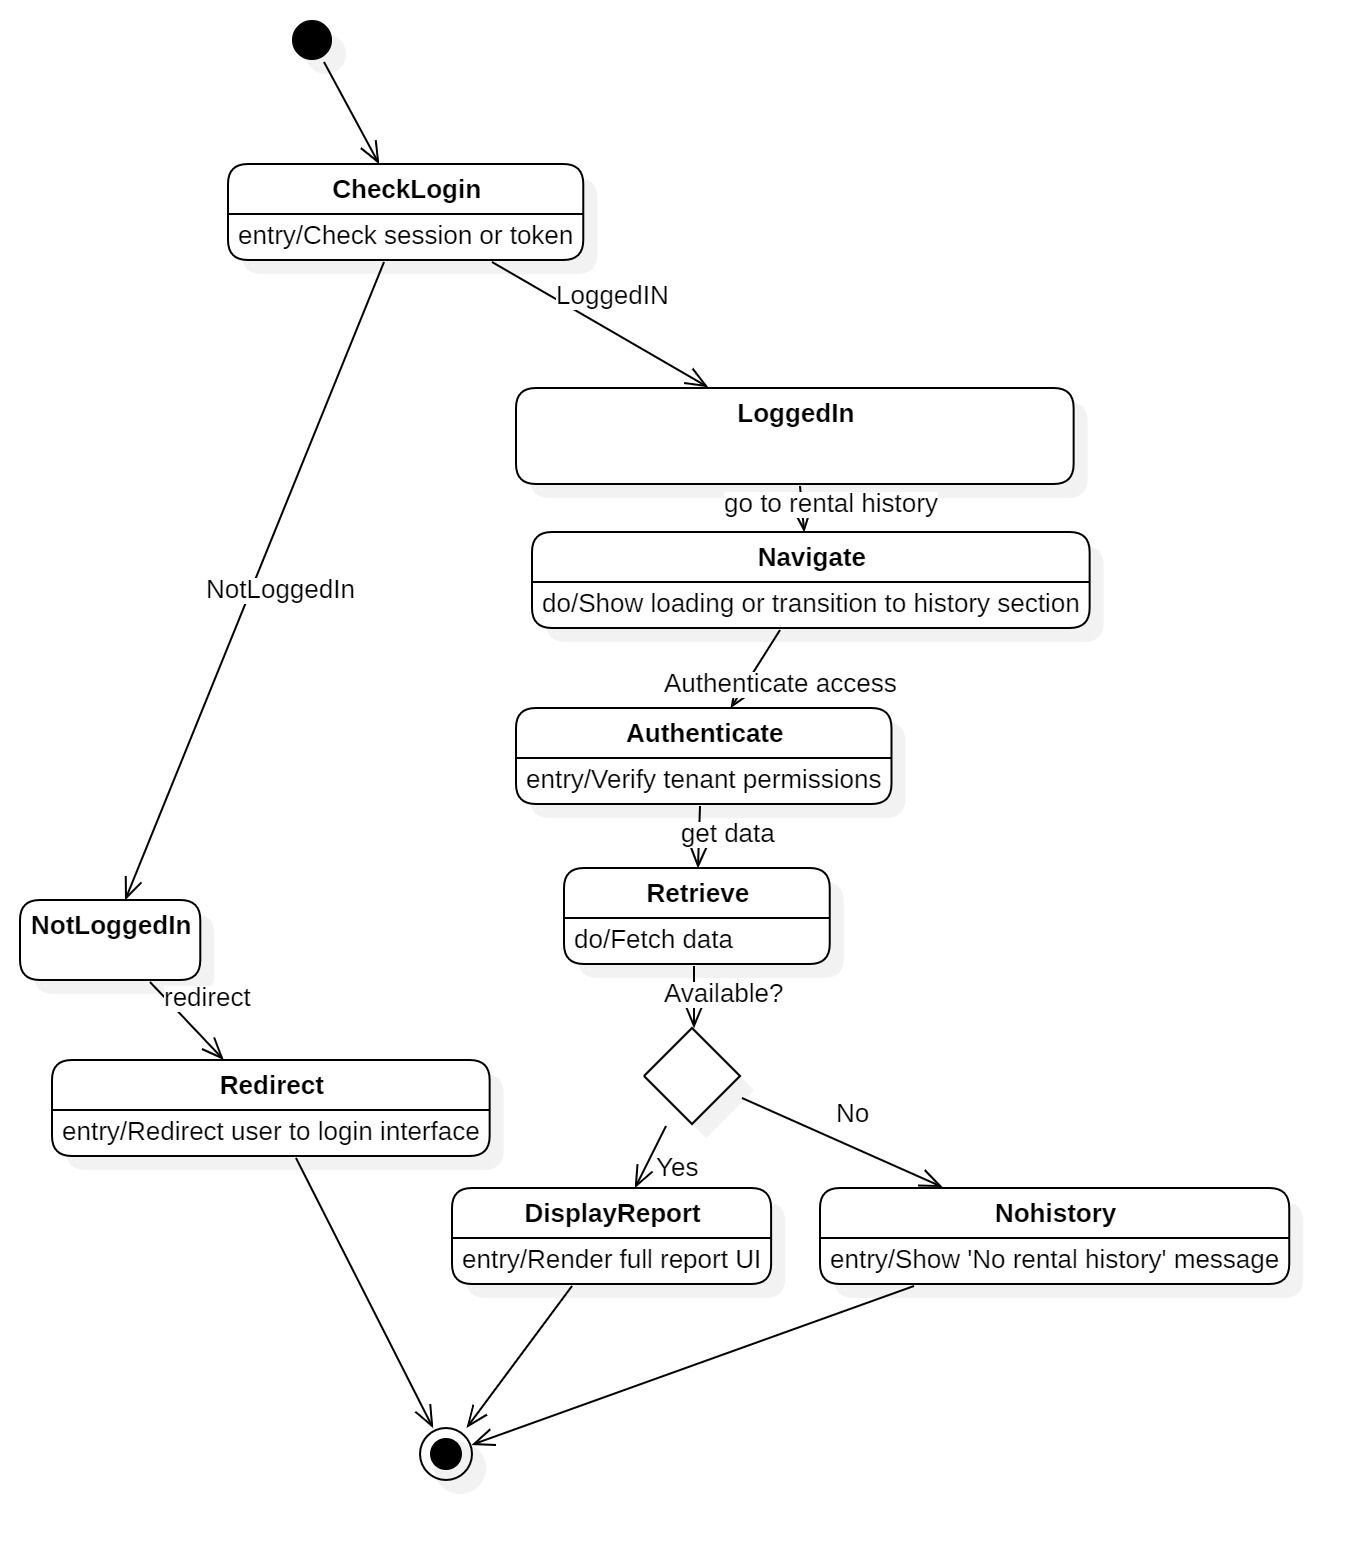 CheckLogin
entry/Check session or token
LoggedIN
LoggedIn
go to rental history
Navigate
do/Show loading or transition to history section
NotLoggedIn
Authenticate access
Authenticate
entry/Verify tenant permissions
get data
Retrieve
do/Fetch data
NotLoggedIn
redirect
Available?
Redirect
entry/Redirect user to login interface
No
Yes
DisplayReport
entry/Render full report UI
Nohistory
entry/Show 'No rental history' message